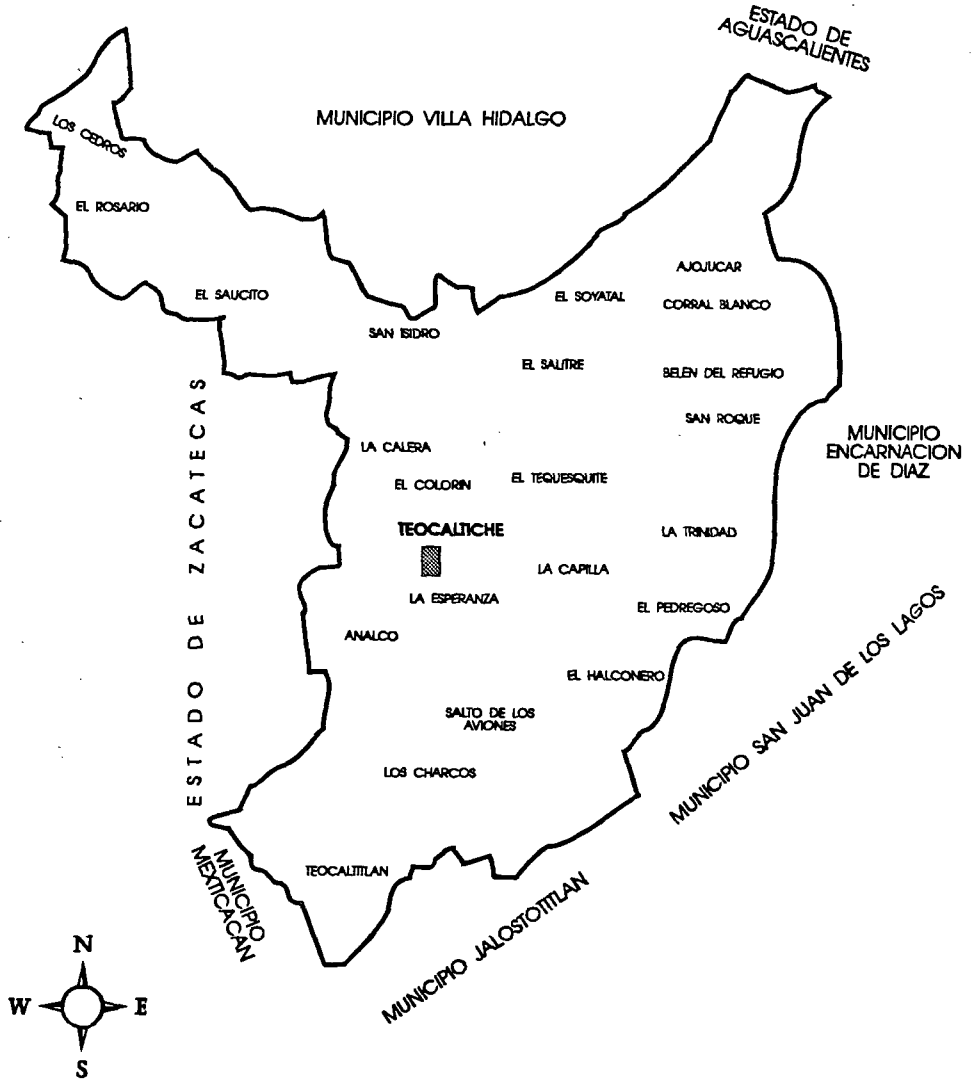 ESTADO DE
AGUASCALIENTES
MUNICIPIO VILLA HIDALGO
LOS CEDROS
EL ROSARIO
AJOJUCAR
EL SAUCITO
EL SOYATAL
CORRAL BLANCO
SAN ISIDRO
EL SALITRE
BELEN DEL REFUGIO
SAN ROQUE
ESTADO DE ZACATECAS
MUNICIPIO
ENCARNACION
DE DIAZ
LA CALERA
EL COLORIN
EL TEQUESQUITE
TEOCALTICHE
LA TRINIDAD
LA CAPILLA
LA ESPERANZA
EL PEDREGOSO
ANALCO
EL HALCONERO
MUNICIPIO SAN JUAN DE LOS LAGOS
SALTO DE LOS
AVIONES
LOS CHARCOS
TEOCALTITLAN
MUNICIPIO
MEXTICACAN
MUNICIPIO JALOSTOTITLAN
N
W E
S